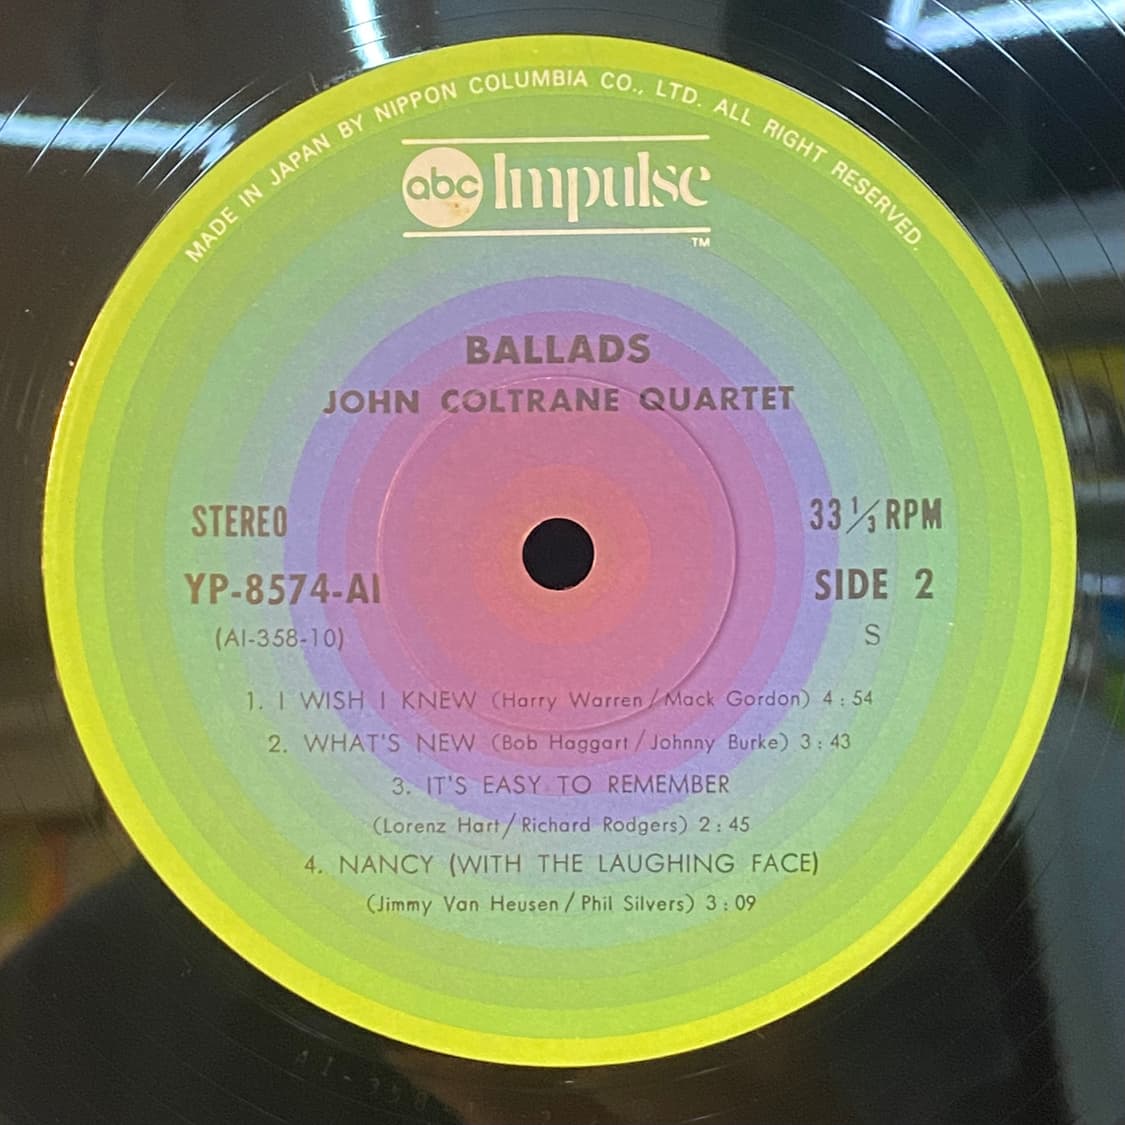 MADE IN JAPAN BY NIPPON COLUMBIA CO., LTD. ALL RIGHT RESERVED.
abc Impulse
TM
BALLADS
JOHN COLTRANE QUARTET
STEREO
33 1/3 RPM
YP-8574-AI
SIDE 2
(AI-358-10)
S
1. I WISH I KNEW (Harry Warren / Mack Gordon) 4 : 54
2. WHAT'S NEW (Bob Haggart / Johnny Burke) 3 : 43
3. IT'S EASY TO REMEMBER
(Lorenz Hart / Richard Rodgers) 2 : 45
4. NANCY (WITH THE LAUGHING FACE)
(Jimmy Van Heusen / Phil Silvers) 3 : 09